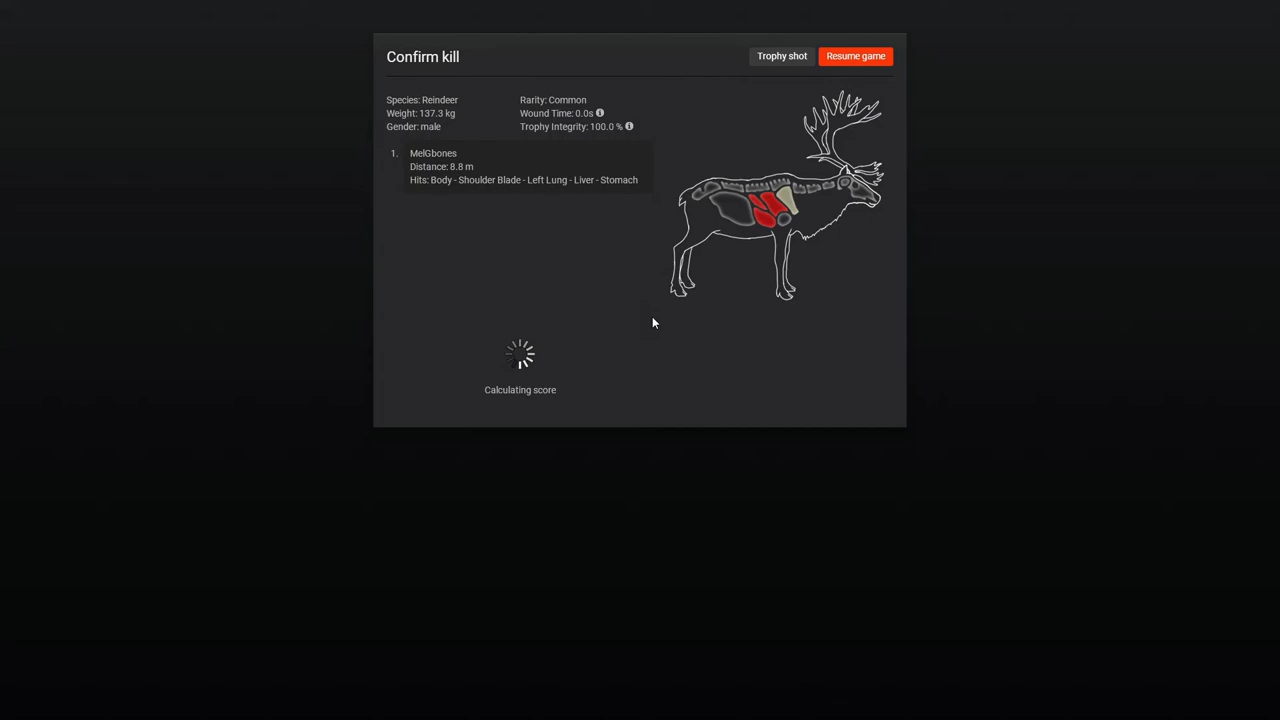 Confirm kill
Trophy shot
Resume game
Species: Reindeer
Rarity: Common
Weight: 137.3 kg
Wound Time: 0.0s
Gender: male
Trophy Integrity: 100.0 %
1. MelGbones
Distance: 8.8 m
Hits: Body - Shoulder Blade - Left Lung - Liver - Stomach
Calculating score